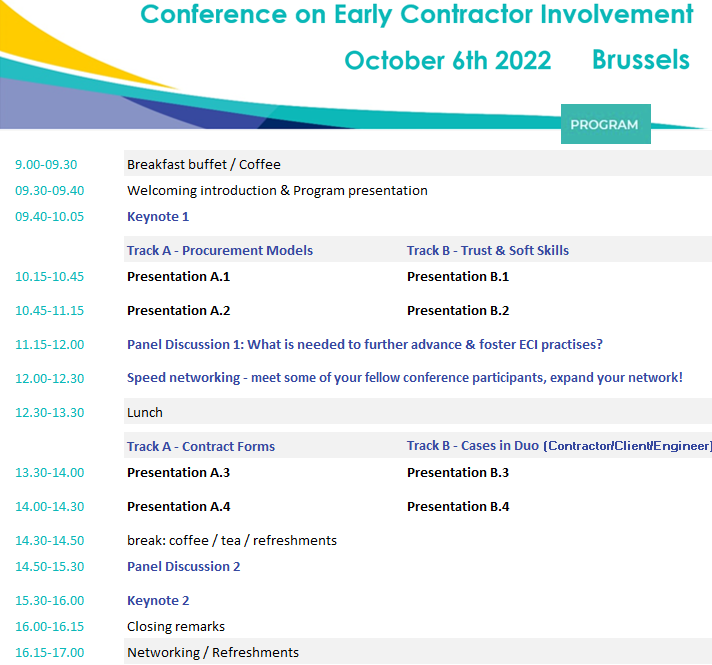 Conference on Early Contractor Involvement
October 6th 2022 Brussels
PROGRAM
9.00-09.30 Breakfast buffet / Coffee
09.30-09.40 Welcoming introduction & Program presentation
09.40-10.05 Keynote 1
Track A - Procurement Models Track B - Trust & Soft Skills
10.15-10.45 Presentation A.1 Presentation B.1
10.45-11.15 Presentation A.2 Presentation B.2
11.15-12.00 Panel Discussion 1: What is needed to further advance & foster ECI practises?
12.00-12.30 Speed networking - meet some of your fellow conference participants, expand your network!
12.30-13.30 Lunch
Track A - Contract Forms Track B - Cases in Duo (Contractor/Client/Engineer)
13.30-14.00 Presentation A.3 Presentation B.3
14.00-14.30 Presentation A.4 Presentation B.4
14.30-14.50 break: coffee / tea / refreshments
14.50-15.30 Panel Discussion 2
15.30-16.00 Keynote 2
16.00-16.15 Closing remarks
16.15-17.00 Networking / Refreshments